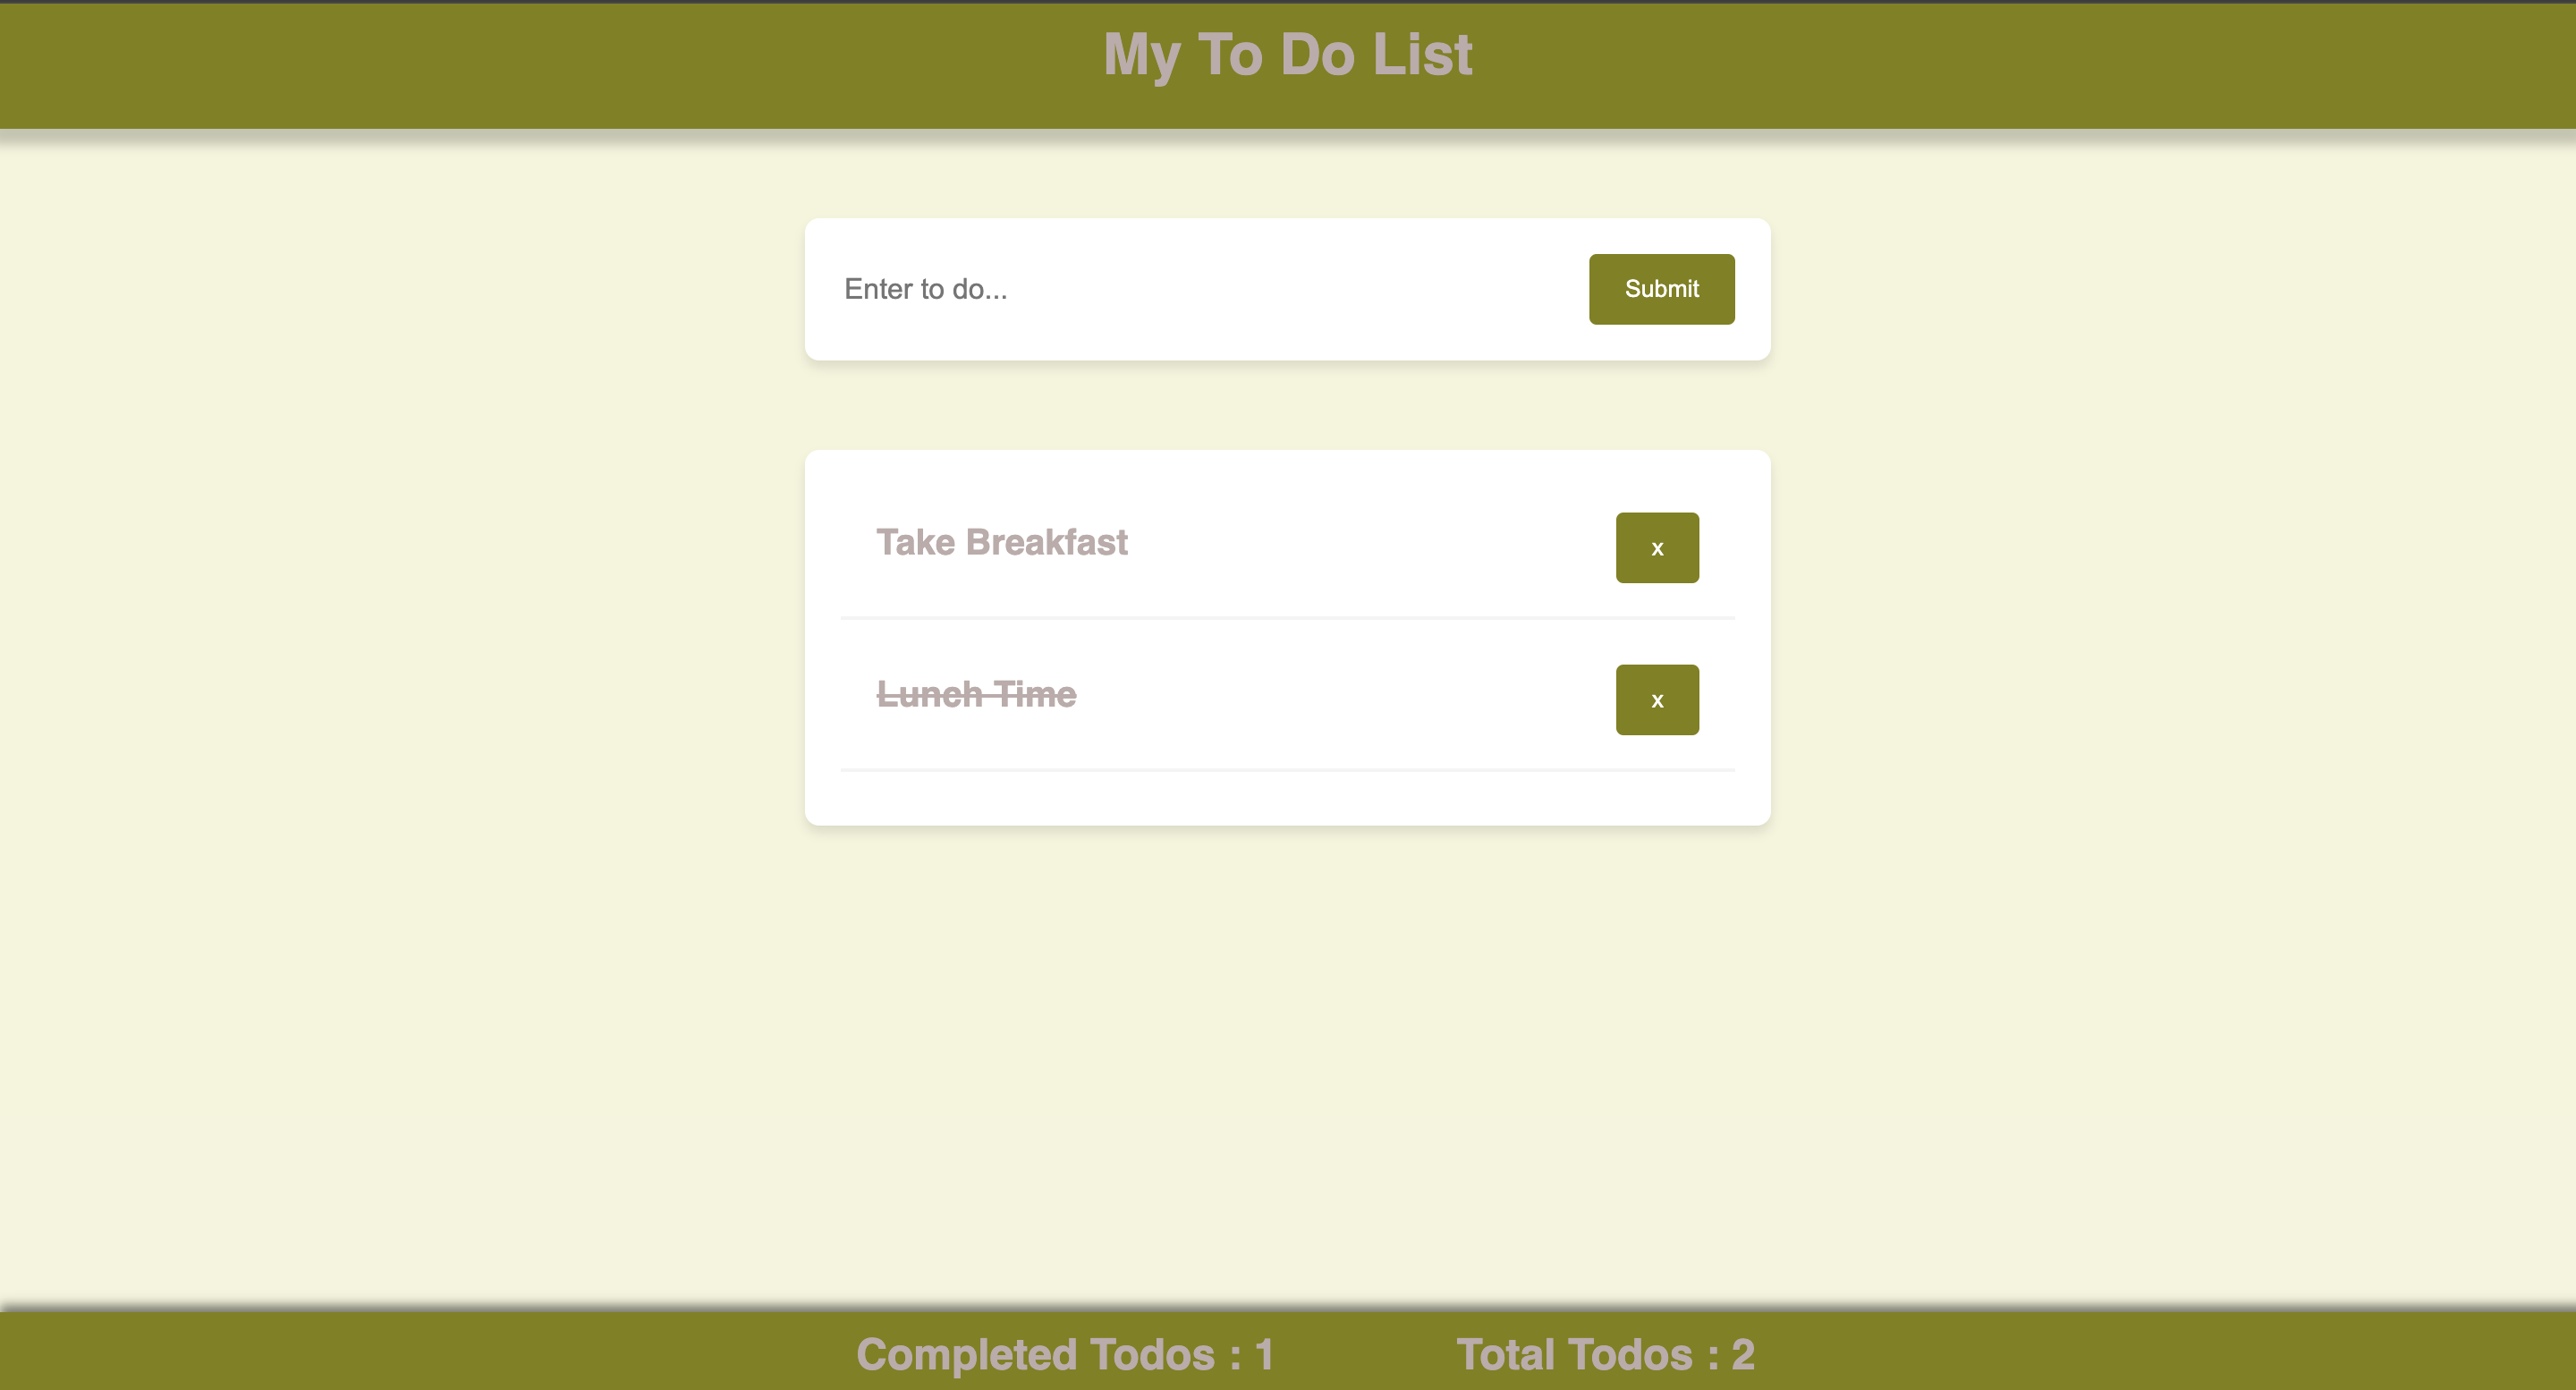 My To Do List
Enter to do...
Submit
Take Breakfast
x
Lunch Time
x
Completed Todos : 1
Total Todos : 2